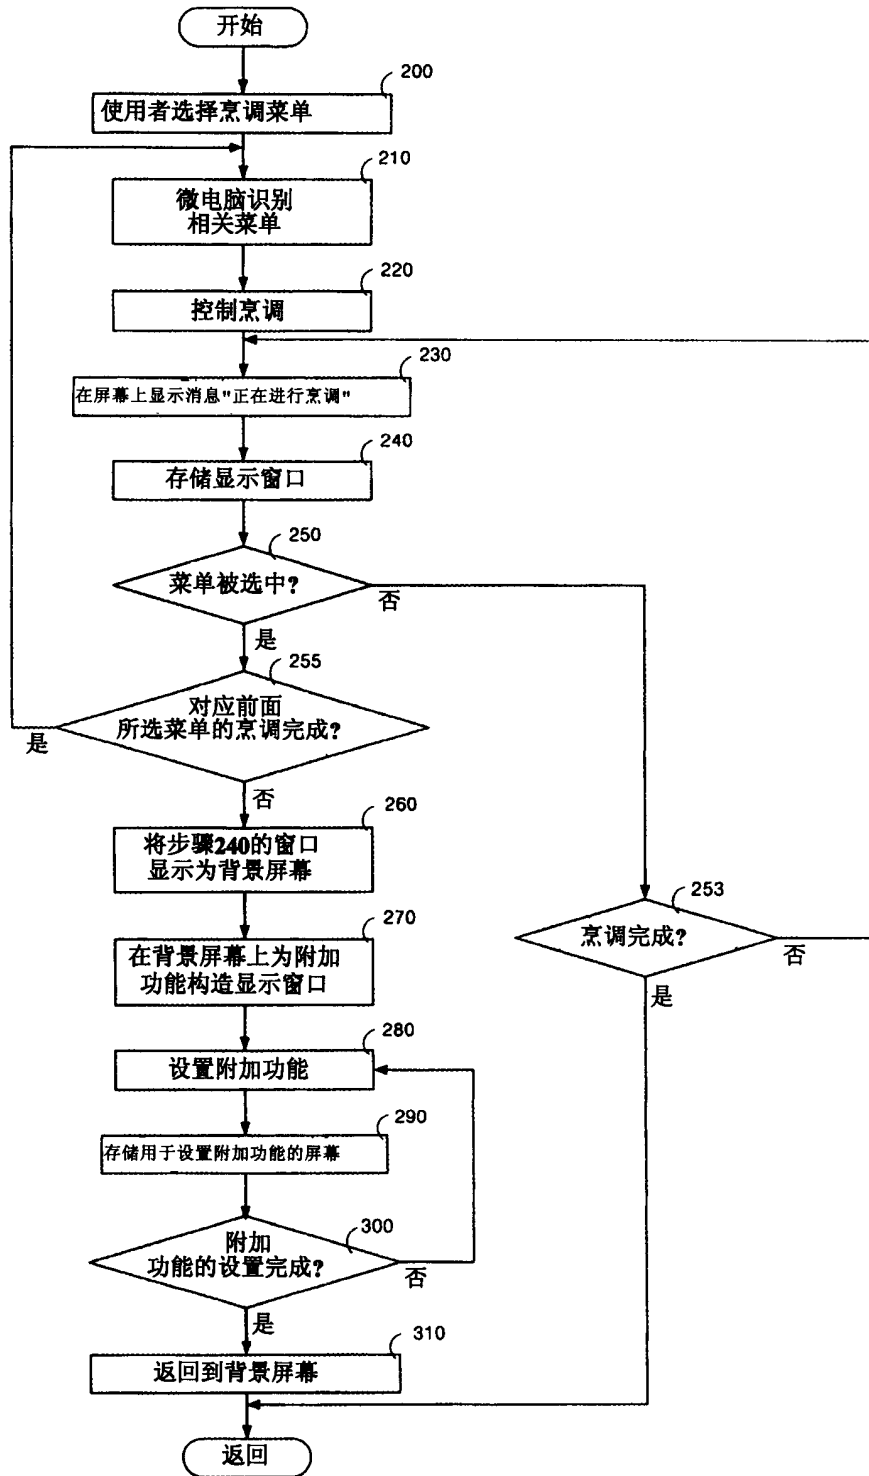 开始
200
使用者选择烹调菜单
210
微电脑识别
相关菜单
220
控制烹调
230
在屏幕上显示消息"正在进行烹调"
240
存储显示窗口
250
菜单被选中?
否
是
255
对应前面
所选菜单的烹调完成?
是
否
260
将步骤240的窗口
显示为背景屏幕
253
烹调完成?
否
是
270
在背景屏幕上为附加
功能构造显示窗口
280
设置附加功能
290
存储用于设置附加功能的屏幕
300
附加
功能的设置完成?
否
是
310
返回到背景屏幕
返回